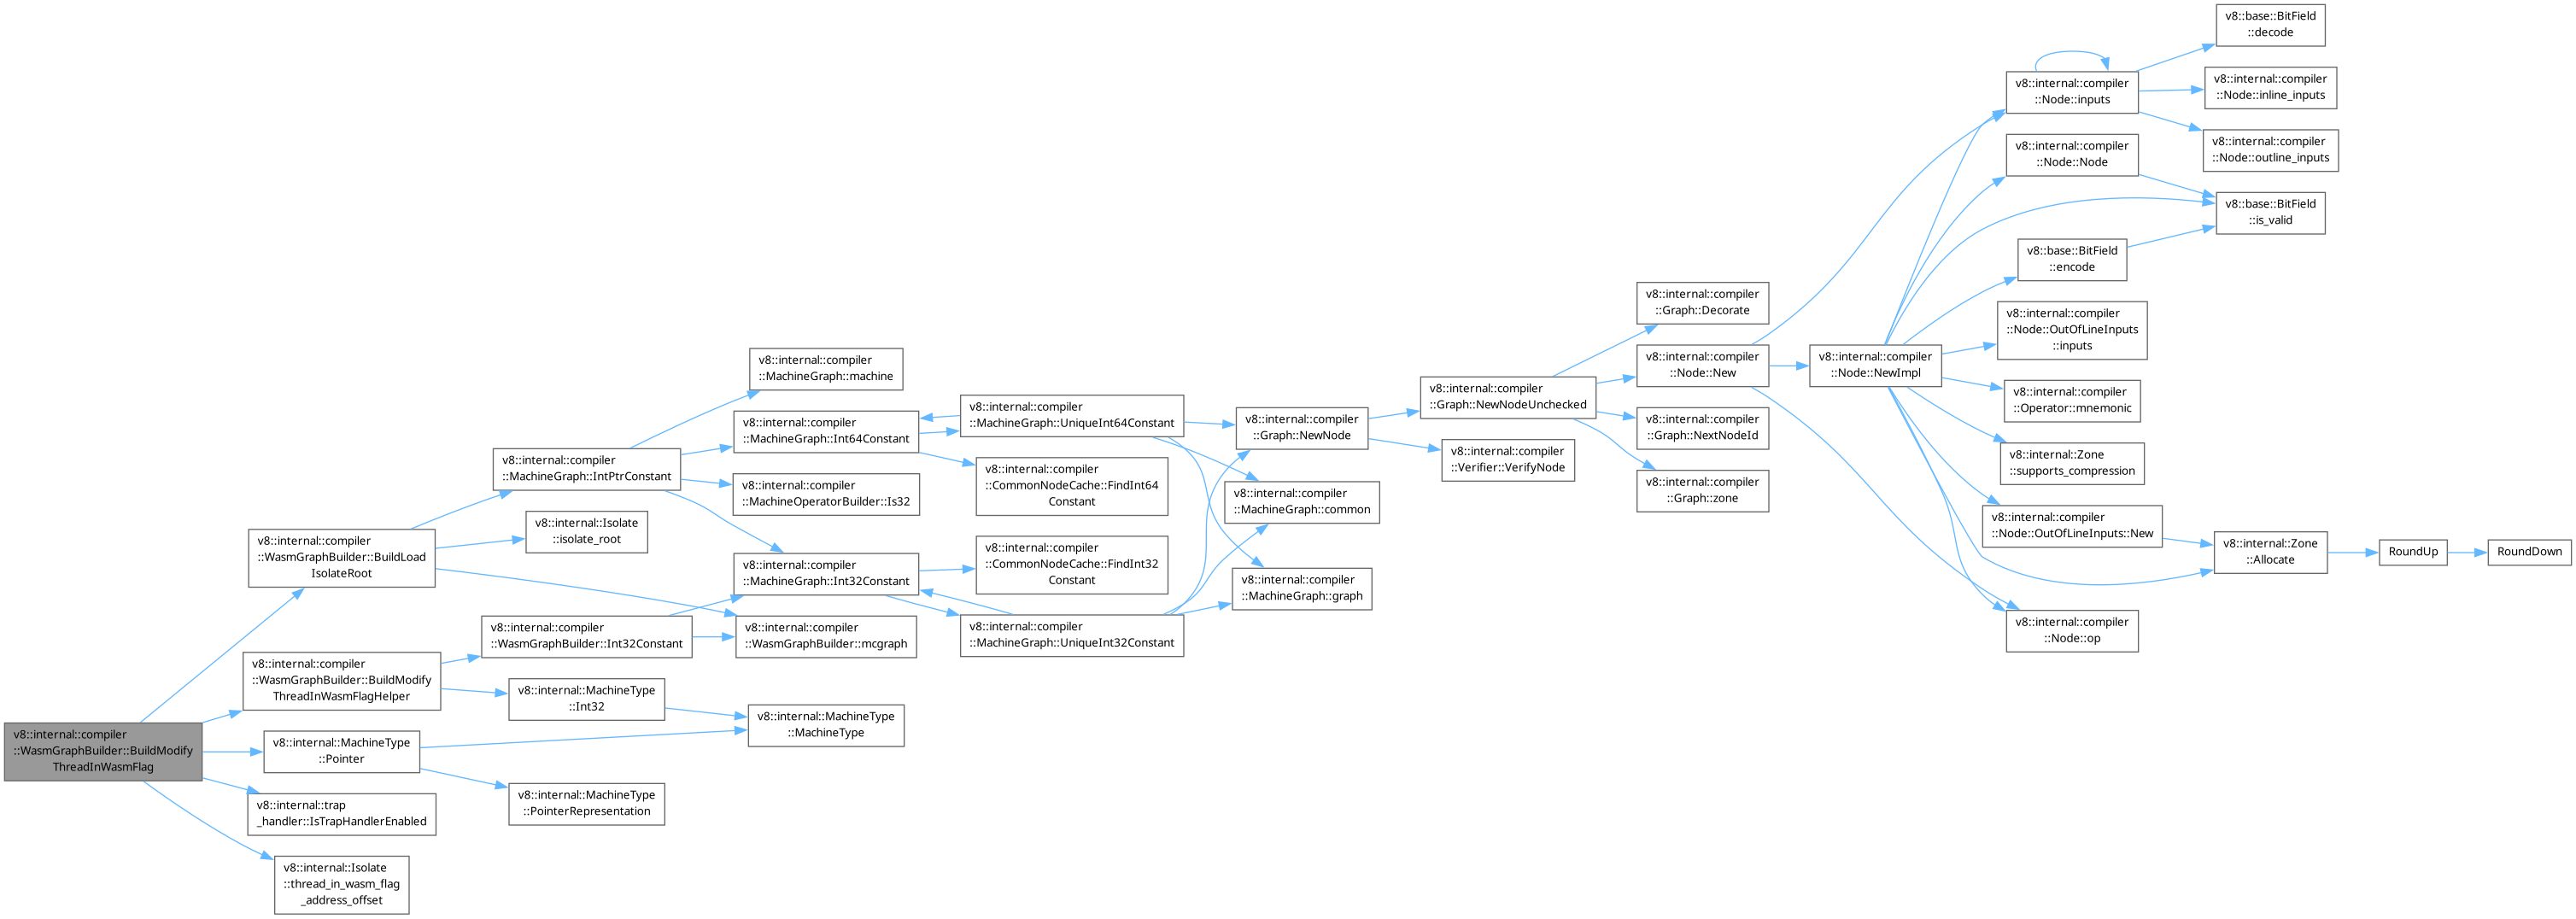 v8::internal::compiler
::WasmGraphBuilder::BuildModify
ThreadInWasmFlag
v8::internal::compiler
::WasmGraphBuilder::BuildLoad
IsolateRoot
v8::internal::compiler
::WasmGraphBuilder::BuildModify
ThreadInWasmFlagHelper
v8::internal::MachineType
::Pointer
v8::internal::trap
_handler::IsTrapHandlerEnabled
v8::internal::Isolate
::thread_in_wasm_flag
_address_offset
v8::internal::compiler
::MachineGraph::IntPtrConstant
v8::internal::Isolate
::isolate_root
v8::internal::compiler
::WasmGraphBuilder::Int32Constant
v8::internal::MachineType
::Int32
v8::internal::MachineType
::PointerRepresentation
v8::internal::compiler
::MachineGraph::machine
v8::internal::compiler
::MachineGraph::Int64Constant
v8::internal::compiler
::MachineOperatorBuilder::Is32
v8::internal::compiler
::MachineGraph::Int32Constant
v8::internal::compiler
::WasmGraphBuilder::mcgraph
v8::internal::MachineType
::MachineType
v8::internal::compiler
::MachineGraph::UniqueInt64Constant
v8::internal::compiler
::CommonNodeCache::FindInt64
Constant
v8::internal::compiler
::CommonNodeCache::FindInt32
Constant
v8::internal::compiler
::MachineGraph::UniqueInt32Constant
v8::internal::compiler
::Graph::NewNode
v8::internal::compiler
::MachineGraph::common
v8::internal::compiler
::MachineGraph::graph
v8::internal::compiler
::Graph::NewNodeUnchecked
v8::internal::compiler
::Verifier::VerifyNode
v8::internal::compiler
::Graph::Decorate
v8::internal::compiler
::Node::New
v8::internal::compiler
::Graph::NextNodeId
v8::internal::compiler
::Graph::zone
v8::internal::compiler
::Node::NewImpl
v8::internal::compiler
::Node::inputs
v8::internal::compiler
::Node::Node
v8::base::BitField
::encode
v8::internal::compiler
::Node::OutOfLineInputs
::inputs
v8::internal::compiler
::Operator::mnemonic
v8::internal::Zone
::supports_compression
v8::internal::compiler
::Node::OutOfLineInputs::New
v8::internal::compiler
::Node::op
v8::base::BitField
::decode
v8::internal::compiler
::Node::inline_inputs
v8::internal::compiler
::Node::outline_inputs
v8::base::BitField
::is_valid
v8::internal::Zone
::Allocate
RoundUp
RoundDown